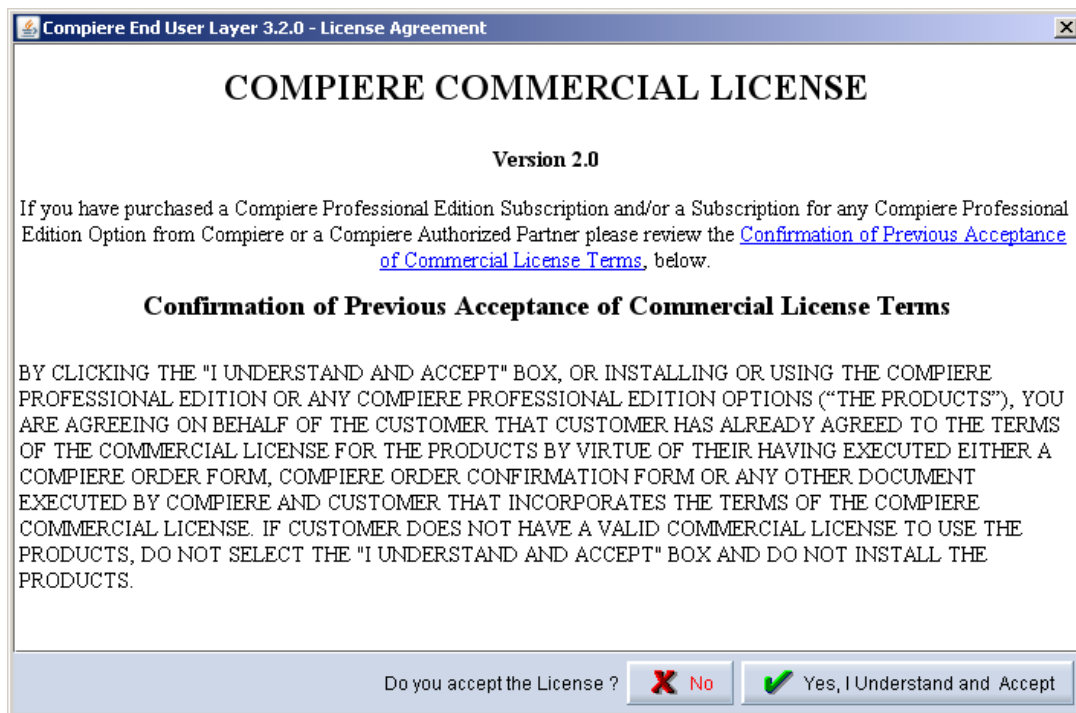 Compiere End User Layer 3.2.0 - License Agreement
COMPIERE COMMERCIAL LICENSE
Version 2.0
If you have purchased a Compiere Professional Edition Subscription and/or a Subscription for any Compiere Professional
Edition Option from Compiere or a Compiere Authorized Partner please review the Confirmation of Previous Acceptance
of Commercial License Terms, below.
Confirmation of Previous Acceptance of Commercial License Terms
BY CLICKING THE "I UNDERSTAND AND ACCEPT" BOX, OR INSTALLING OR USING THE COMPIERE
PROFESSIONAL EDITION OR ANY COMPIERE PROFESSIONAL EDITION OPTIONS (“THE PRODUCTS”), YOU
ARE AGREEING ON BEHALF OF THE CUSTOMER THAT CUSTOMER HAS ALREADY AGREED TO THE TERMS
OF THE COMMERCIAL LICENSE FOR THE PRODUCTS BY VIRTUE OF THEIR HAVING EXECUTED EITHER A
COMPIERE ORDER FORM, COMPIERE ORDER CONFIRMATION FORM OR ANY OTHER DOCUMENT
EXECUTED BY COMPIERE AND CUSTOMER THAT INCORPORATES THE TERMS OF THE COMPIERE
COMMERCIAL LICENSE. IF CUSTOMER DOES NOT HAVE A VALID COMMERCIAL LICENSE TO USE THE
PRODUCTS, DO NOT SELECT THE "I UNDERSTAND AND ACCEPT" BOX AND DO NOT INSTALL THE
PRODUCTS.
Do you accept the License ? No Yes, I Understand and Accept